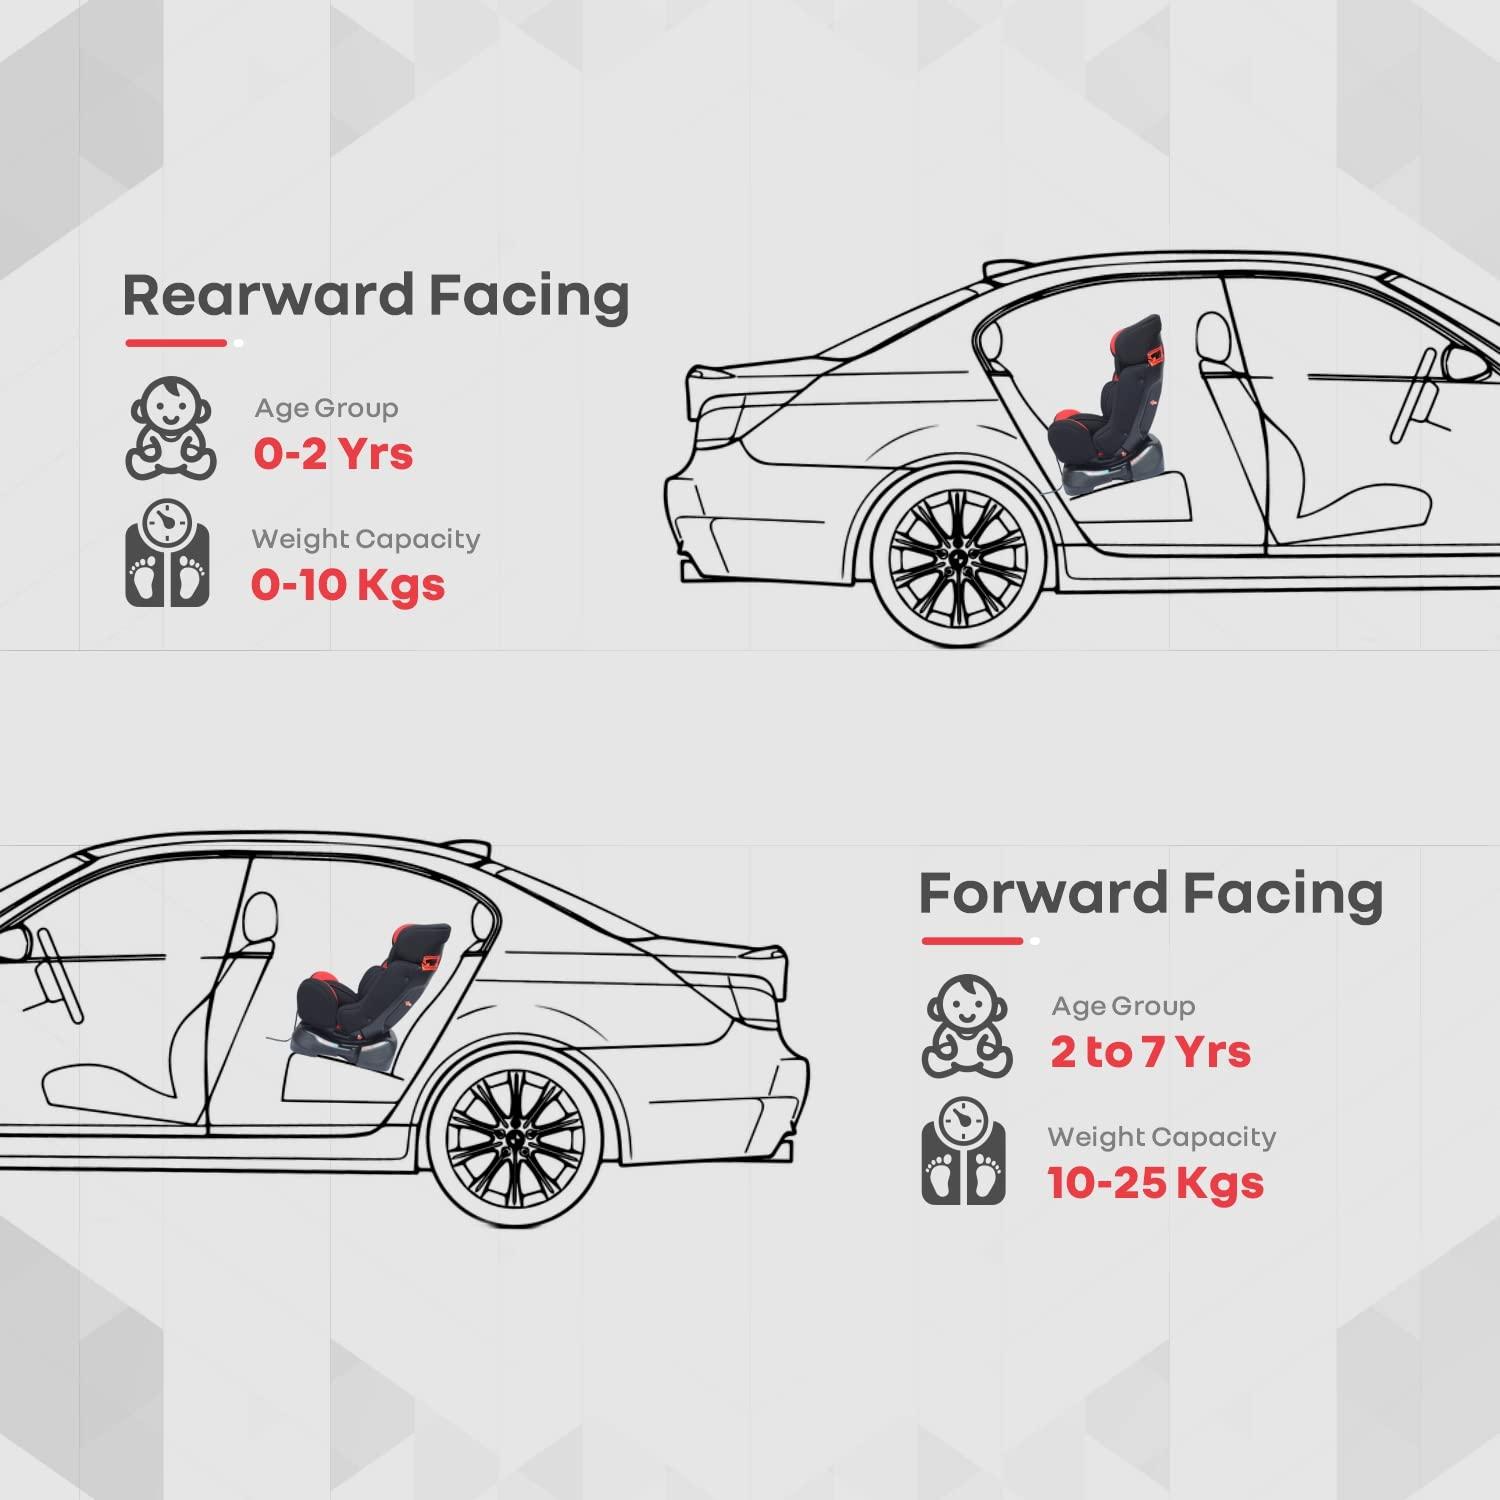 Rearward Facing
Age Group
0-2 Yrs
Weight Capacity
0-10 Kgs
Forward Facing
Age Group
2 to 7 Yrs
Weight Capacity
10-25 Kgs